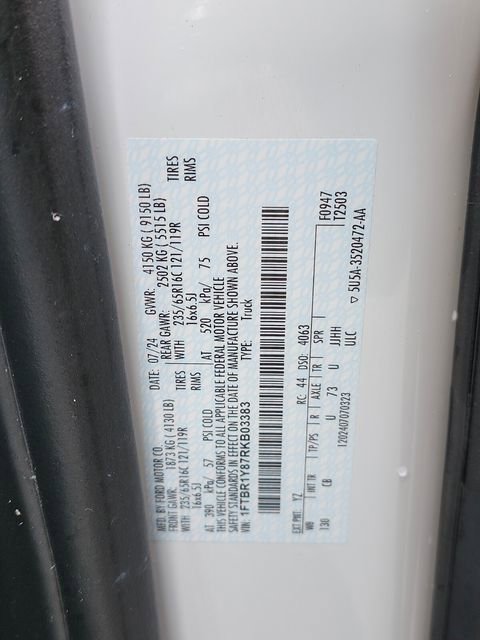 MFD. BY FORD MOTOR CO.
DATE: 07/24 GVWR: 4150 KG ( 9150 LB)
FRONT GAWR: 1873 KG ( 4130 LB) REAR GAWR: 2502 KG ( 5515 LB)
WITH 235/65R16C 121/119R TIRES WITH 235/65R16C 121/119R TIRES
16x6.5J RIMS 16x6.5J RIMS
AT 390 kPa/ 57 PSI COLD AT 520 kPa/ 75 PSI COLD
THIS VEHICLE CONFORMS TO ALL APPLICABLE FEDERAL MOTOR VEHICLE
SAFETY STANDARDS IN EFFECT ON THE DATE OF MANUFACTURE SHOWN ABOVE.
VIN: 1FTBR1Y87RKB03383 TYPE: Truck
F0947
T2503
EXT PNT: YZ RC: 44 DSO: 4063
WB INT TR TP/PS R AXLE TR SPR
130 CB U 73 U JJHH
ULC
1202407070323 5U5A-3520472-AA